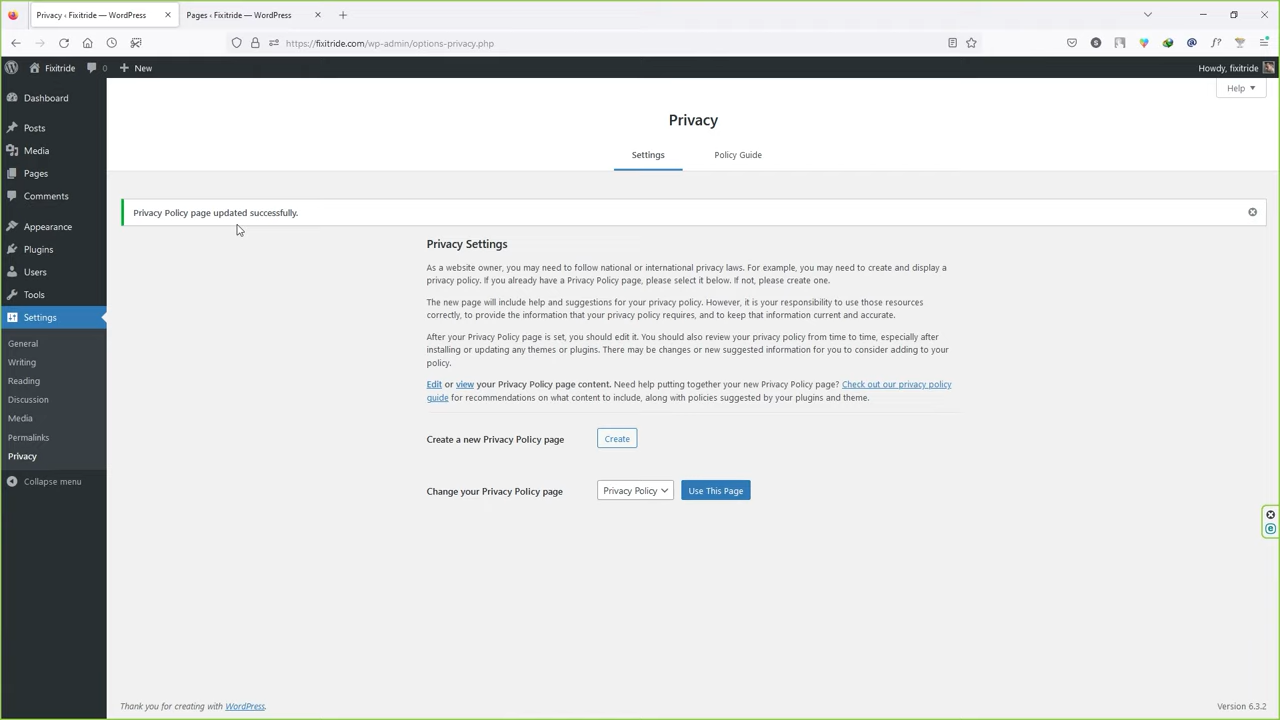 Privacy ‹ Fixitride — WordPress
Pages ‹ Fixitride — WordPress
https://fixitride.com/wp-admin/options-privacy.php
Fixitride
0
New
Howdy, fixitride
Help
Dashboard
Posts
Media
Pages
Comments
Appearance
Plugins
Users
Tools
Settings
General
Writing
Reading
Discussion
Media
Permalinks
Privacy
Collapse menu
Privacy
Settings
Policy Guide
Privacy Policy page updated successfully.
Privacy Settings
As a website owner, you may need to follow national or international privacy laws. For example, you may need to create and display a
privacy policy. If you already have a Privacy Policy page, please select it below. If not, please create one.
The new page will include help and suggestions for your privacy policy. However, it is your responsibility to use those resources
correctly, to provide the information that your privacy policy requires, and to keep that information current and accurate.
After your Privacy Policy page is set, you should edit it. You should also review your privacy policy from time to time, especially after
installing or updating any themes or plugins. There may be changes or new suggested information for you to consider adding to your
policy.
Edit or view your Privacy Policy page content. Need help putting together your new Privacy Policy page? Check out our privacy policy
guide for recommendations on what content to include, along with policies suggested by your plugins and theme.
Create a new Privacy Policy page
Create
Change your Privacy Policy page
Privacy Policy
Use This Page
Thank you for creating with WordPress.
Version 6.3.2